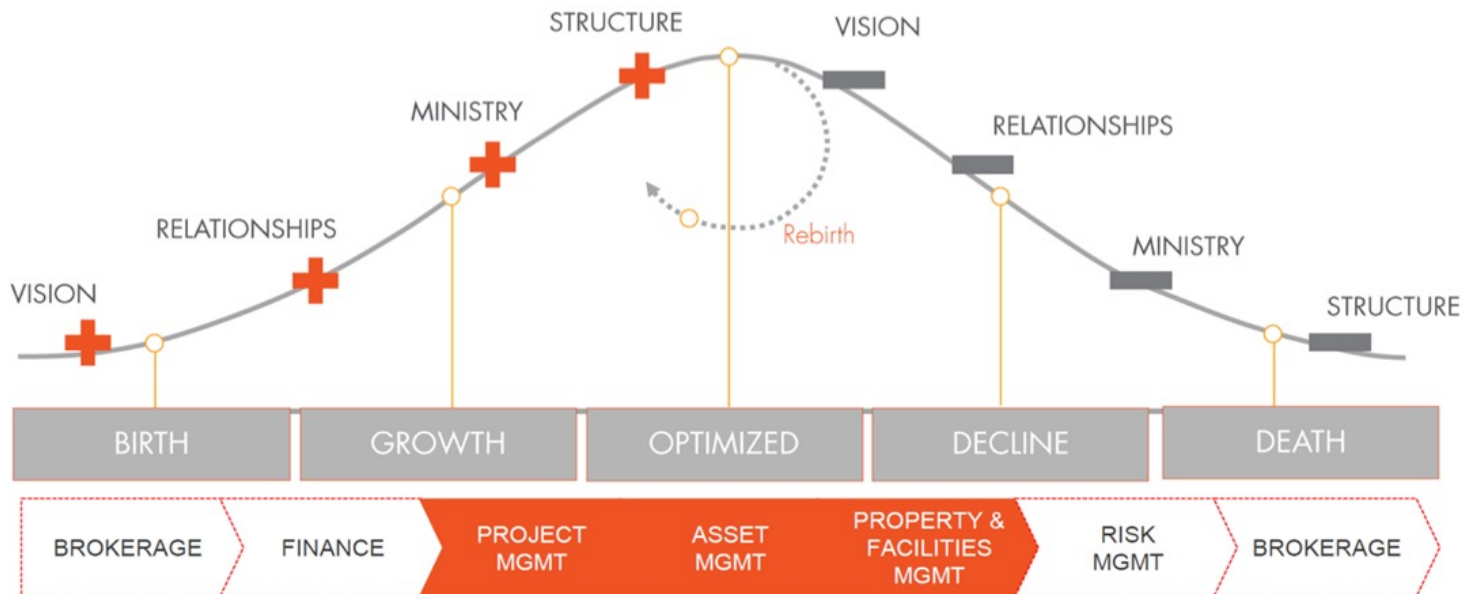 STRUCTURE
VISION
MINISTRY
RELATIONSHIPS
RELATIONSHIPS
Rebirth
MINISTRY
VISION
STRUCTURE
BIRTH
GROWTH
OPTIMIZED
DECLINE
DEATH
BROKERAGE
FINANCE
PROJECT
MGMT
ASSET
MGMT
PROPERTY &
FACILITIES
MGMT
RISK
MGMT
BROKERAGE